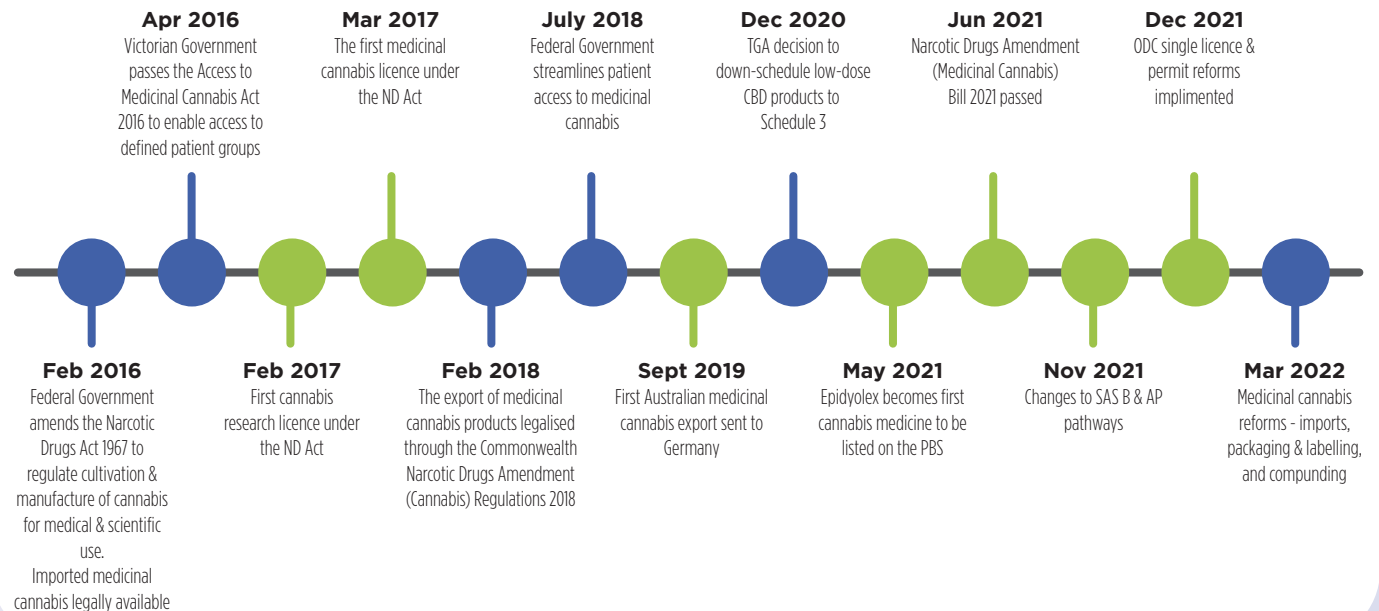 Apr 2016
Victorian Government
passes the Access to
Medicinal Cannabis Act
2016 to enable access to
defined patient groups
Mar 2017
The first medicinal
cannabis licence under
the ND Act
July 2018
Federal Government
streamlines patient
access to medicinal
cannabis
Dec 2020
TGA decision to
down-schedule low-dose
CBD products to
Schedule 3
Jun 2021
Narcotic Drugs Amendment
(Medicinal Cannabis)
Bill 2021 passed
Dec 2021
ODC single licence &
permit reforms
implimented
Feb 2016
Federal Government
amends the Narcotic
Drugs Act 1967 to
regulate cultivation &
manufacture of cannabis
for medical & scientific
use.
Imported medicinal
cannabis legally available
Feb 2017
First cannabis
research licence under
the ND Act
Feb 2018
The export of medicinal
cannabis products legalised
through the Commonwealth
Narcotic Drugs Amendment
(Cannabis) Regulations 2018
Sept 2019
First Australian medicinal
cannabis export sent to
Germany
May 2021
Epidyolex becomes first
cannabis medicine to be
listed on the PBS
Nov 2021
Changes to SAS B & AP
pathways
Mar 2022
Medicinal cannabis
reforms - imports,
packaging & labelling,
and compunding